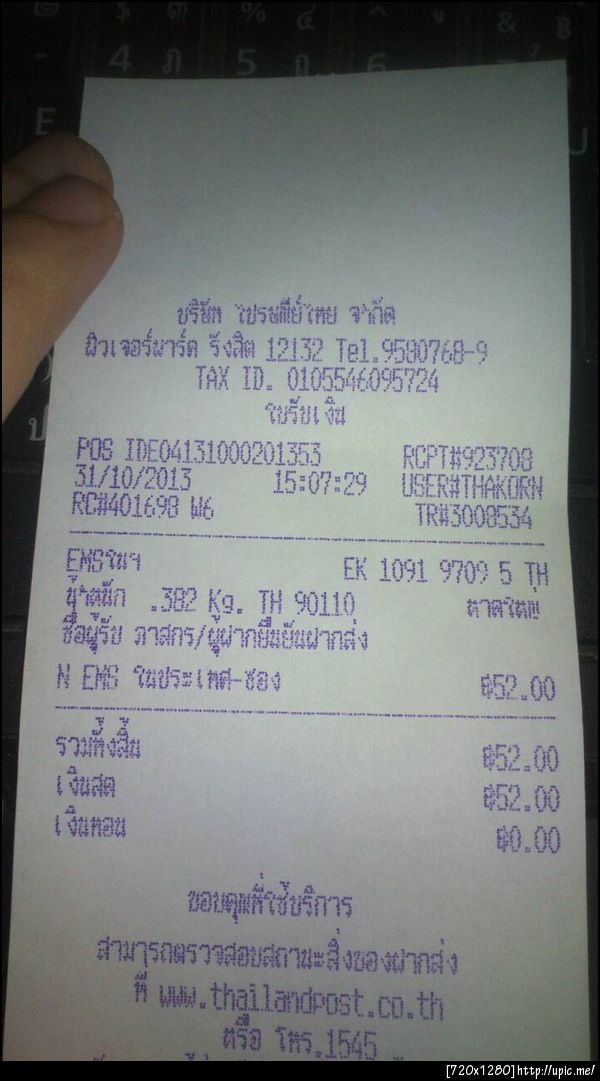 บริษัท ไปรษณีย์ไทย จำกัด
ฟิวเจอร์พาร์ค รังสิต 12132 Tel.9580768-9
TAX ID. 0105546095724
ใบรับเงิน
POS IDE04131000201353 RCPT#923708
31/10/2013 15:07:29 USER#THAKORN
RC#401698 W6 TR#3008534
EMSในฯ EK 1091 9709 5 TH
น้ำหนัก .382 Kg. TH 90110 หาดใหญ่
ชื่อผู้รับ ภาสกร/ผู้ฝากยืนยันฝากส่ง
N EMS ในประเทศ-ซอง ฿52.00
รวมทั้งสิ้น ฿52.00
เงินสด ฿52.00
เงินทอน ฿0.00
ขอบคุณที่ใช้บริการ
สามารถตรวจสอบสถานะสิ่งของฝากส่ง
ที่ www.thailandpost.co.th
หรือ โทร.1545
[720x1280]http://upic.me/